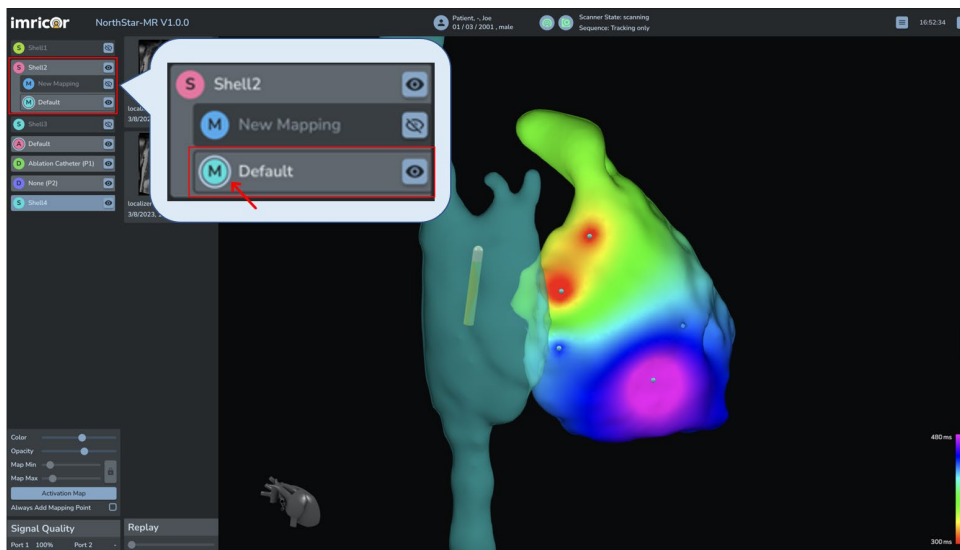 imricor
NorthStar-MR V1.0.0
Patient, -, Joe
01 / 03 / 2001 , male
Scanner State: scanning
Sequence: Tracking only
16:52:34
S Shell1
S Shell2
M New Mapping
M Default
S Shell3
A Default
D Ablation Catheter (P1)
D None (P2)
S Shell4
3/8/202
localizer
3/8/2023,
S Shell2
M New Mapping
M Default
Color
Opacity
Map Min
Map Max
Activation Map
Always Add Mapping Point
Signal Quality
Port 1 100% Port 2 -
Replay
480 ms
300 ms